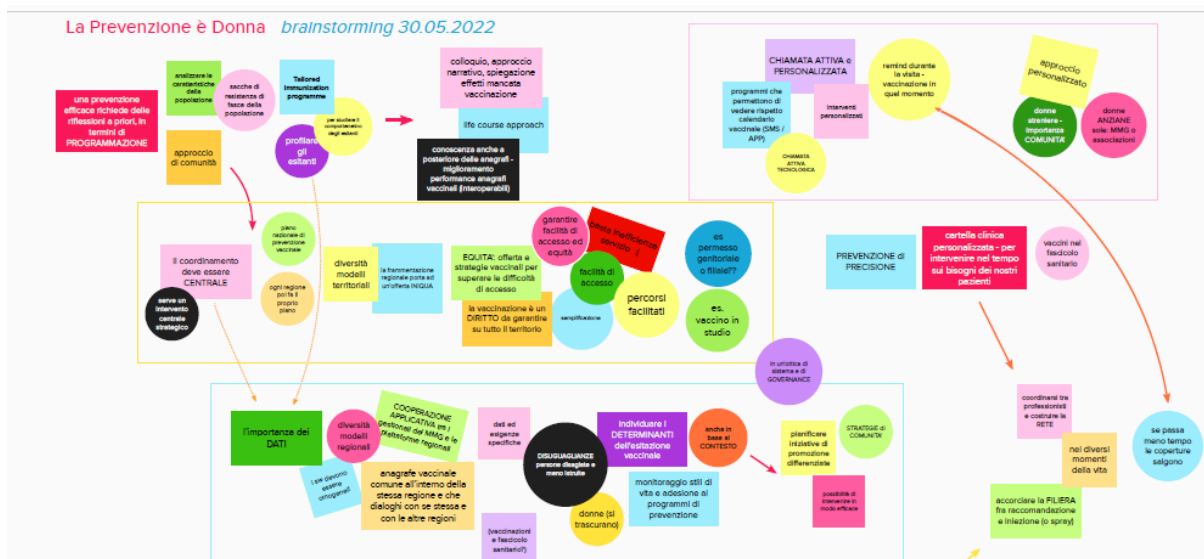 La Prevenzione è Donna brainstorming 30.05.2022
analizzare le
caratteristiche
della
popolazione
sacche di
resistenza di
fasce della
popolazione
Tailored
immunization
programme
per studiare il
comportamento
degli esitanti
una prevenzione
efficace richiede delle
riflessioni a priori, in
termini di
PROGRAMMAZIONE
approccio
di comunità
profilare
gli
esitanti
colloquio, approccio
narrativo, spiegazione
effetti mancata
vaccinazione
life course approach
conoscenza anche a
posteriore delle anagrafi -
miglioramento
performance anagrafi
vaccinali (interoperabili)
CHIAMATA ATTIVA e
PERSONALIZZATA
programmi che
permettono di
vedere rispetto
calendario
vaccinale (SMS /
APP)
interventi
personalizzati
CHIAMATA
ATTIVA
TECNOLOGICA
remind durante
la visita -
vaccinazione in
quel momento
approccio
personalizzato
donne
straniere -
importanza
COMUNITA'
donne
ANZIANE
sole: MMG o
associazioni
Il coordinamento
deve essere
CENTRALE
piano
nazionale di
prevenzione
vaccinale
serve un
intervento
centrale
strategico
ogni regione
poi fa il
proprio
piano
diversità
modelli
territoriali
la frammentazione
regionale porta ad
un'offerta INIQUA
EQUITA': offerta e
strategie vaccinali per
superare le difficoltà
di accesso
la vaccinazione è un
DIRITTO da garantire
su tutto il territorio
garantire
facilità di
accesso ed
equità
basta inefficienze
servizio
facilità di
accesso
semplificazione
percorsi
facilitati
es
permesso
genitoriale
o filiale??
es.
vaccino in
studio
PREVENZIONE di
PRECISIONE
cartella clinica
personalizzata - per
intervenire nel tempo
sui bisogni dei nostri
pazienti
vaccini nel
fascicolo
sanitario
in un'ottica di
sistema e di
GOVERNANCE
l'importanza dei
DATI
diversità
modelli
regionali
COOPERAZIONE
APPLICATIVA tra i
gestionali dei MMG e le
piattaforme regionali
i sw devono
essere
omogenei!
anagrafe vaccinale
comune all'interno della
stessa regione e che
dialoghi con se stessa e
con le altre regioni
dati ed
esigenze
specifiche
(vaccinazioni
e fascicolo
sanitario?)
DISUGUAGLIANZE
persone disagiate e
meno istruite
donne (si
trascurano)
individuare i
DETERMINANTI
dell'esitazione
vaccinale
monitoraggio stili di
vita e adesione ai
programmi di
prevenzione
anche in
base al
CONTESTO
pianificare
iniziative di
promozione
differenziate
STRATEGIE di
COMUNITA'
possibilità di
intervenire in
modo efficace
coordinarsi tra
professionisti
e costruire la
RETE
nei diversi
momenti
della vita
accorciare la FILIERA
fra raccomandazione
e iniezione (o spray)
se passa
meno tempo
le coperture
salgono